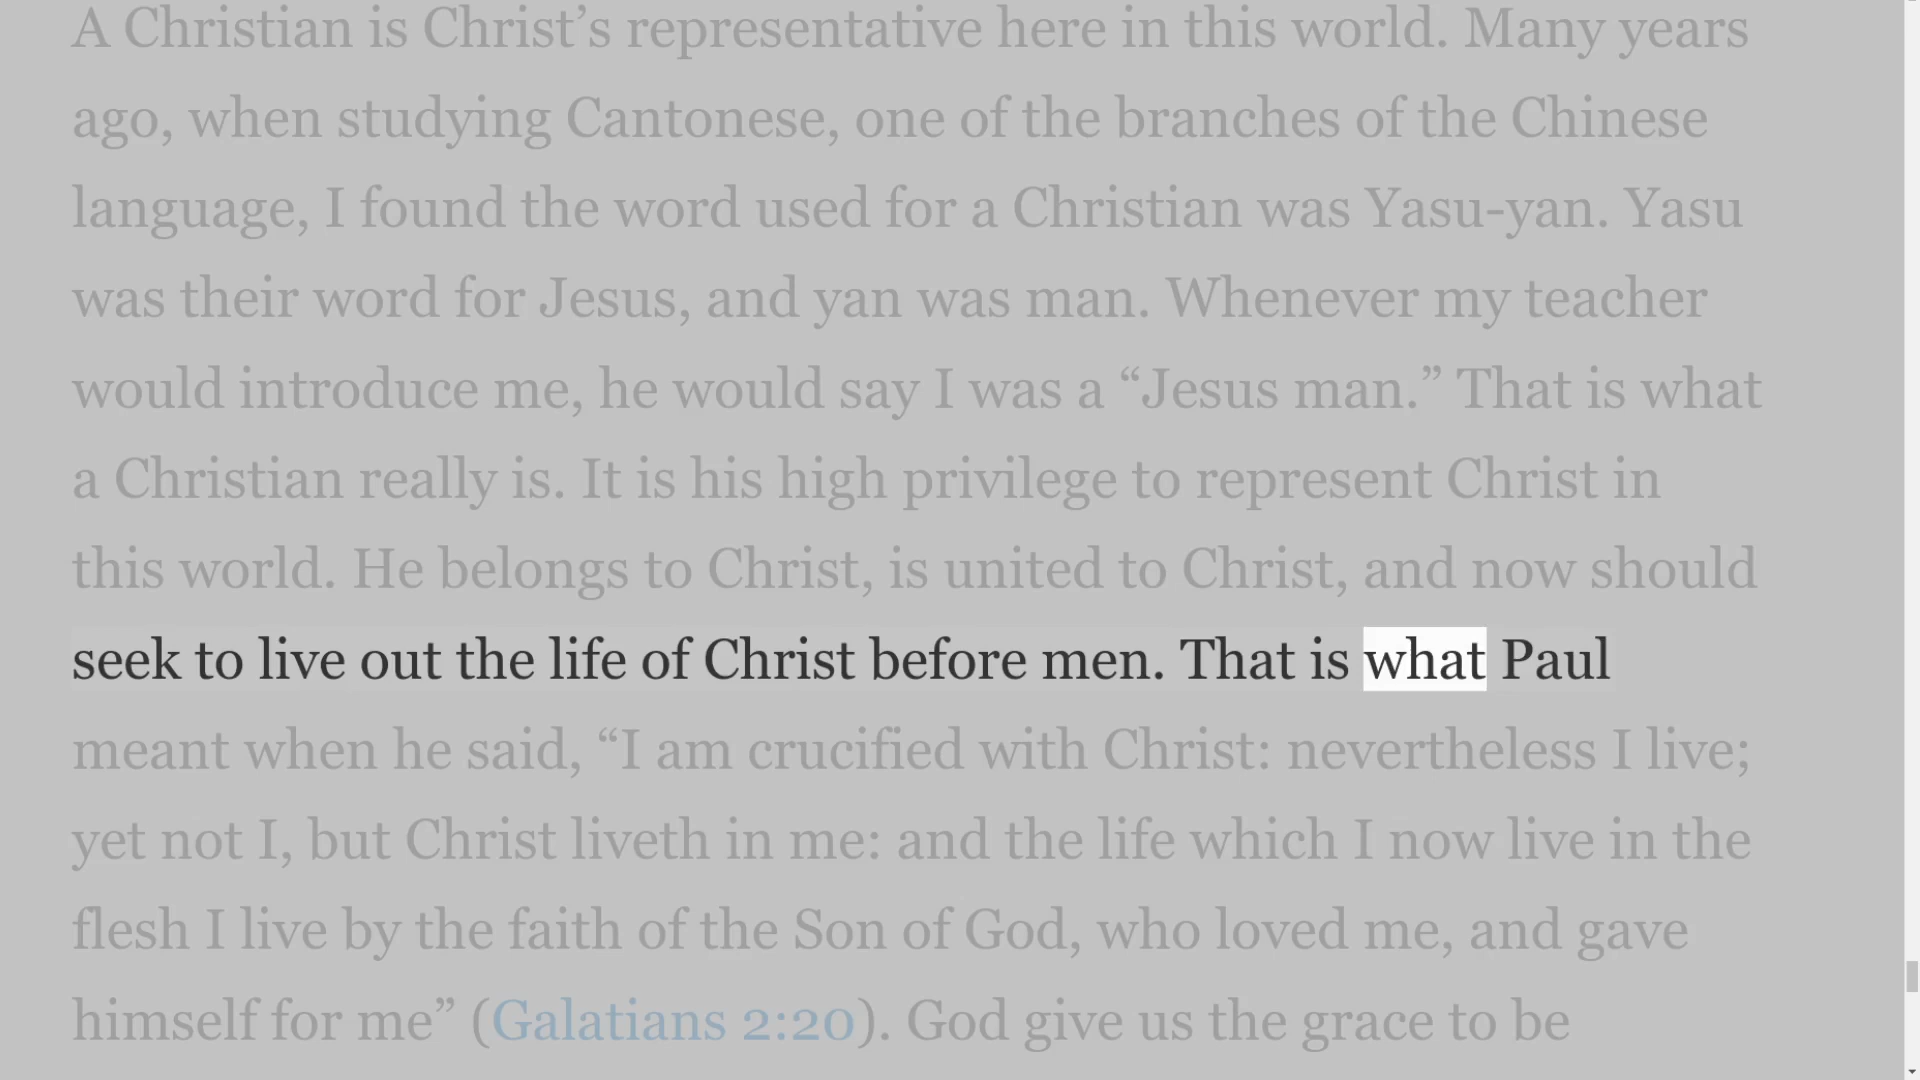 A Christian is Christ’s representative here in this world. Many years
ago, when studying Cantonese, one of the branches of the Chinese
language, I found the word used for a Christian was Yasu-yan. Yasu
was their word for Jesus, and yan was man. Whenever my teacher
would introduce me, he would say I was a “Jesus man.” That is what
a Christian really is. It is his high privilege to represent Christ in
this world. He belongs to Christ, is united to Christ, and now should
seek to live out the life of Christ before men. That is what Paul
meant when he said, “I am crucified with Christ: nevertheless I live;
yet not I, but Christ liveth in me: and the life which I now live in the
flesh I live by the faith of the Son of God, who loved me, and gave
himself for me” (Galatians 2:20). God give us the grace to be